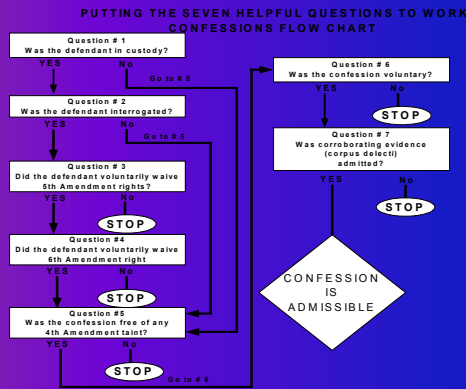 PUTTING THE SEVEN HELPFUL QUESTIONS TO WORK
CONFESSIONS FLOW CHART
Question # 1
Was the defendant in custody?
YES No
Go to # 5
Question # 2
Was the defendant interrogated?
YES No
Go to # 5
Question # 3
Did the defendant voluntarily waive
5th Amendment rights?
YES No
STOP
Question #4
Did the defendant voluntarily waive
6th Amendment right
YES No
STOP
Question #5
Was the confession free of any
4th Amendment taint?
YES No
STOP
Go to # 6
Question # 6
Was the confession voluntary?
YES No
STOP
Question # 7
Was corroborating evidence
(corpus delecti)
admitted?
YES No
STOP
CONFESSION
IS
ADMISSIBLE